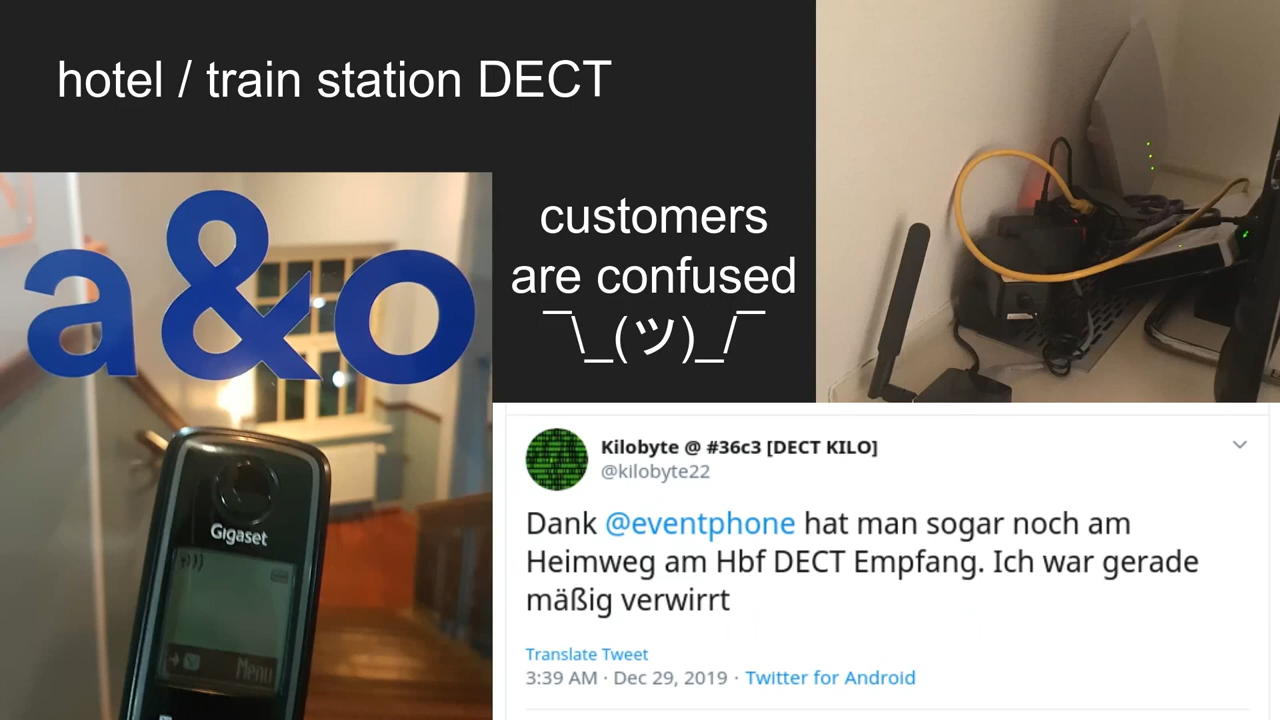 hotel / train station DECT
a&o
customers
are confused
¯\_(ツ)_/¯
Gigaset
Menu
Kilobyte @ #36c3 [DECT KILO]
@kilobyte22
Dank @eventphone hat man sogar noch am
Heimweg am Hbf DECT Empfang. Ich war gerade
mäßig verwirrt
Translate Tweet
3:39 AM · Dec 29, 2019 · Twitter for Android